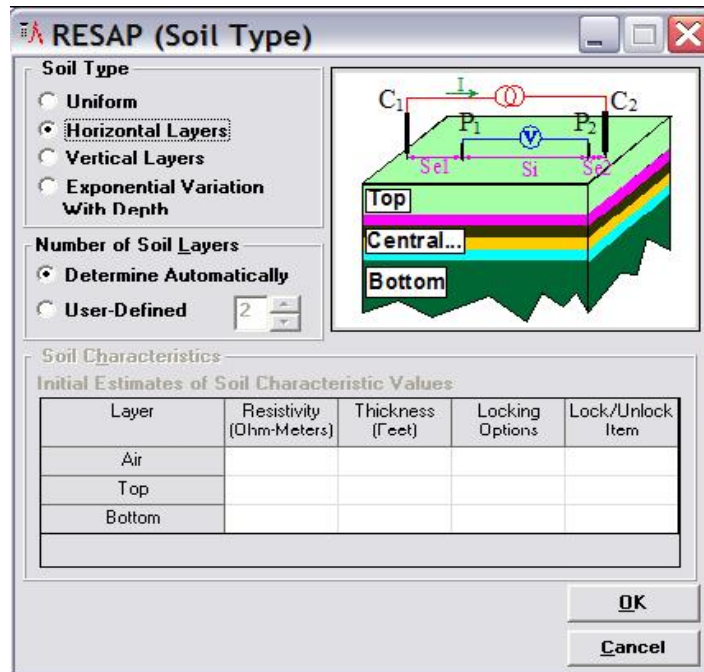 RESAP (Soil Type)
Soil Type
Uniform
Horizontal Layers
Vertical Layers
Exponential Variation
With Depth
Number of Soil Layers
Determine Automatically
User-Defined 2
C1 I C2
P1 V P2
Se1 Si Se2
Top
Central...
Bottom
Soil Characteristics
Initial Estimates of Soil Characteristic Values
Layer Resistivity (Ohm-Meters) Thickness (Feet) Locking Options Lock/Unlock Item
Air
Top
Bottom
OK
Cancel